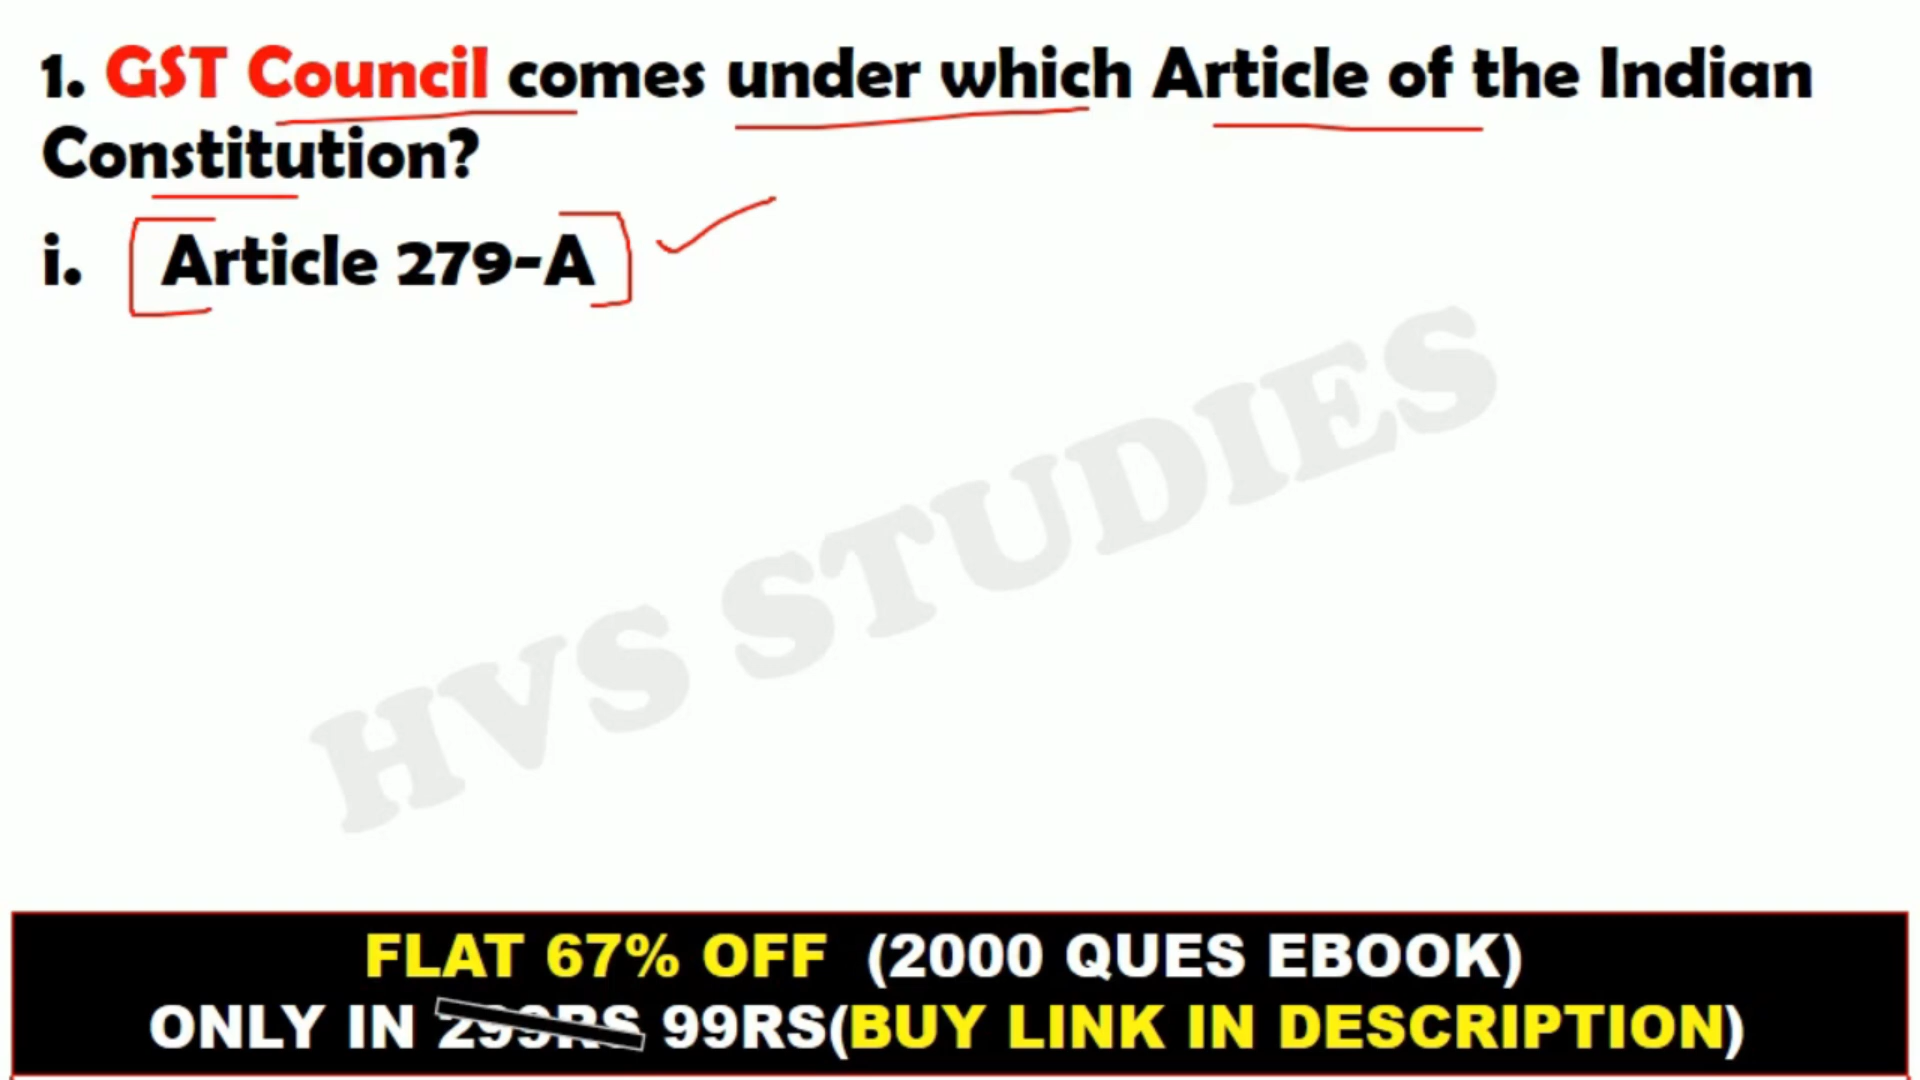 1. GST Council comes under which Article of the Indian
Constitution?
i. Article 279-A
HVS STUDIES
FLAT 67% OFF (2000 QUES EBOOK)
ONLY IN 299RS 99RS(BUY LINK IN DESCRIPTION)